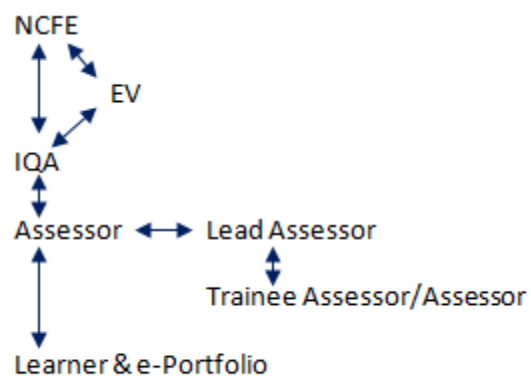 NCFE
EV
IQA
Assessor
Lead Assessor
Trainee Assessor/Assessor
Learner & e-Portfolio